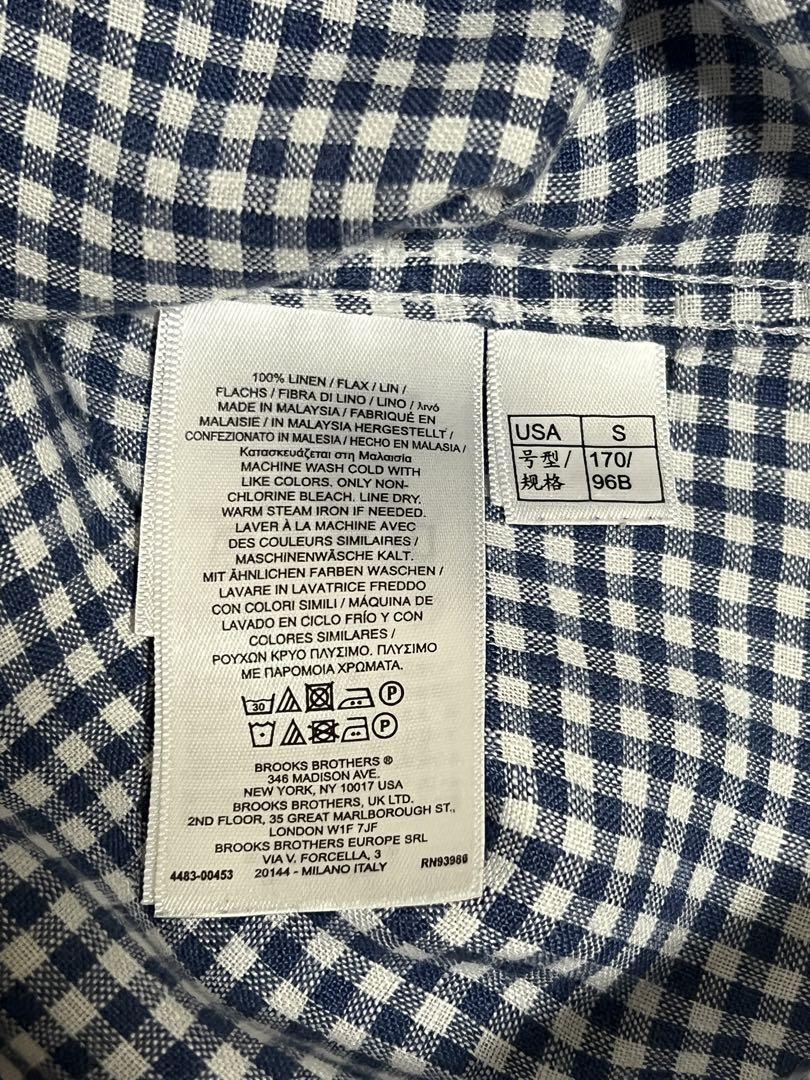 100% LINEN / FLAX / LIN /
FLACHS / FIBRA DI LINO / LINO / λινό
MADE IN MALAYSIA / FABRIQUÉ EN
MALAISIE / IN MALAYSIA HERGESTELLT /
CONFEZIONATO IN MALESIA / HECHO EN MALASIA /
Κατασκευάζεται στη Μαλαισία
MACHINE WASH COLD WITH
LIKE COLORS. ONLY NON-
CHLORINE BLEACH. LINE DRY.
WARM STEAM IRON IF NEEDED.
LAVER À LA MACHINE AVEC
DES COULEURS SIMILAIRES /
MASCHINENWÄSCHE KALT.
MIT ÄHNLICHEN FARBEN WASCHEN /
LAVARE IN LAVATRICE FREDDO
CON COLORI SIMILI / MÁQUINA DE
LAVADO EN CICLO FRÍO Y CON
COLORES SIMILARES /
ΡΟΥΧΩΝ ΚΡΥΟ ΠΛΥΣΙΜΟ. ΠΛΥΣΙΜΟ
ΜΕ ΠΑΡΟΜΟΙΑ ΧΡΩΜΑΤΑ.
30 P
P
BROOKS BROTHERS ®
346 MADISON AVE.
NEW YORK, NY 10017 USA
BROOKS BROTHERS, UK LTD.
2ND FLOOR, 35 GREAT MARLBOROUGH ST.,
LONDON W1F 7JF
BROOKS BROTHERS EUROPE SRL
VIA V. FORCELLA, 3
4483-00453 20144 - MILANO ITALY RN93980
USA S
号型/ 170/
规格 96B